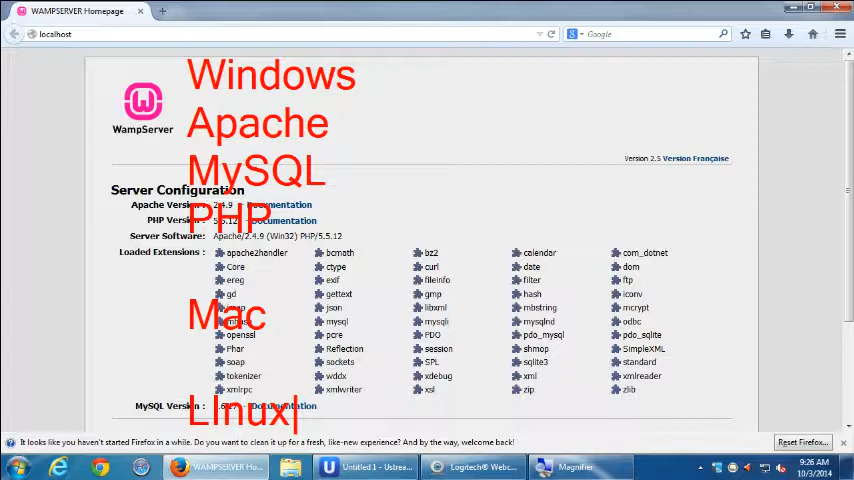 WAMPSERVER Homepage
localhost
Google
Windows
Apache
MySQL
PHP
Mac
LInux|
WampServer
Version 2.5 Version Française
Server Configuration
Apache Version : 2.4.9 - Documentation
PHP Version : 5.5.12 - Documentation
Server Software: Apache/2.4.9 (Win32) PHP/5.5.12
Loaded Extensions :
apache2handler bcmath bz2 calendar com_dotnet
Core ctype curl date dom
ereg exif fileinfo filter ftp
gd gettext gmp hash iconv
json libxml mbstring mcrypt
mysql mysqli mysqlnd odbc
openssl pcre PDO pdo_mysql pdo_sqlite
Phar Reflection session shmop SimpleXML
soap sockets SPL sqlite3 standard
tokenizer wddx xdebug xml xmlreader
xmlrpc xmlwriter xsl zip zlib
MySQL Version : Documentation
It looks like you haven't started Firefox in a while. Do you want to clean it up for a fresh, like-new experience? And by the way, welcome back!
Reset Firefox...
WAMPSERVER Ho...
Untitled 1 - Ustrea...
Logitech® Webc...
Magnifier
9:26 AM
10/3/2014